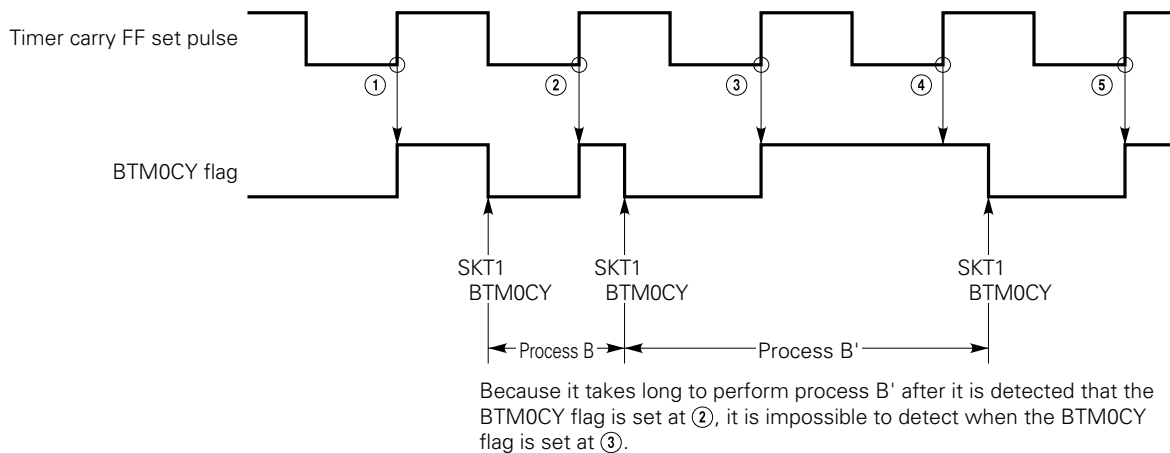 Timer carry FF set pulse
① ② ③ ④ ⑤
BTM0CY flag
SKT1 SKT1 SKT1
BTM0CY BTM0CY BTM0CY
Process B Process B'
Because it takes long to perform process B' after it is detected that the
BTM0CY flag is set at ②, it is impossible to detect when the BTM0CY
flag is set at ③.